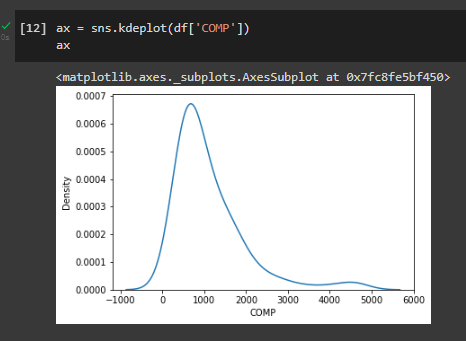 [12] ax = sns.kdeplot(df['COMP'])
ax
0s
<matplotlib.axes._subplots.AxesSubplot at 0x7fc8fe5bf450>
0.0007
0.0006
0.0005
0.0004
0.0003
0.0002
0.0001
0.0000
Density
−1000 0 1000 2000 3000 4000 5000 6000
COMP